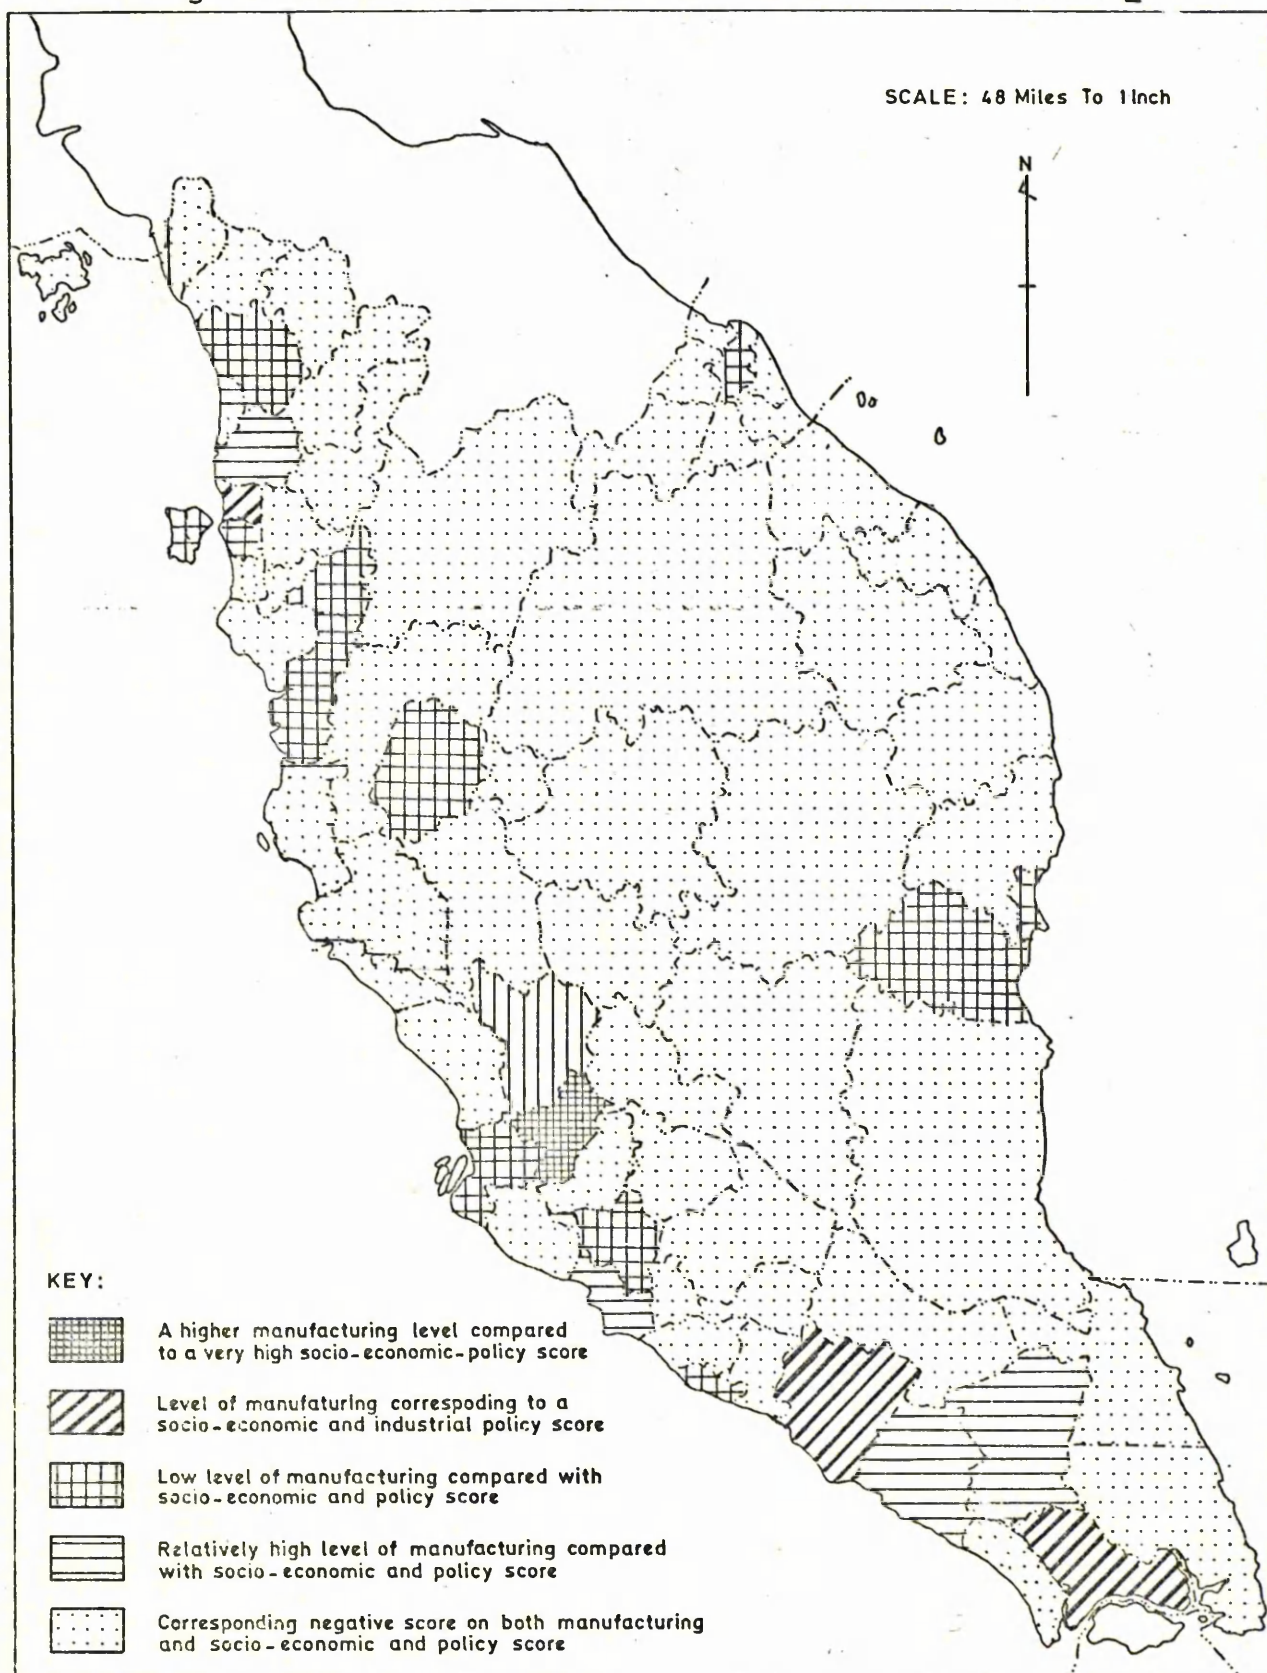 SCALE: 48 Miles To 1 Inch
N
KEY:
A higher manufacturing level compared
to a very high socio-economic-policy score
Level of manufaturing correspoding to a
socio-economic and industrial policy score
Low level of manufacturing compared with
socio-economic and policy score
Relatively high level of manufacturing compared
with socio-economic and policy score
Corresponding negative score on both manufacturing
and socio-economic and policy score